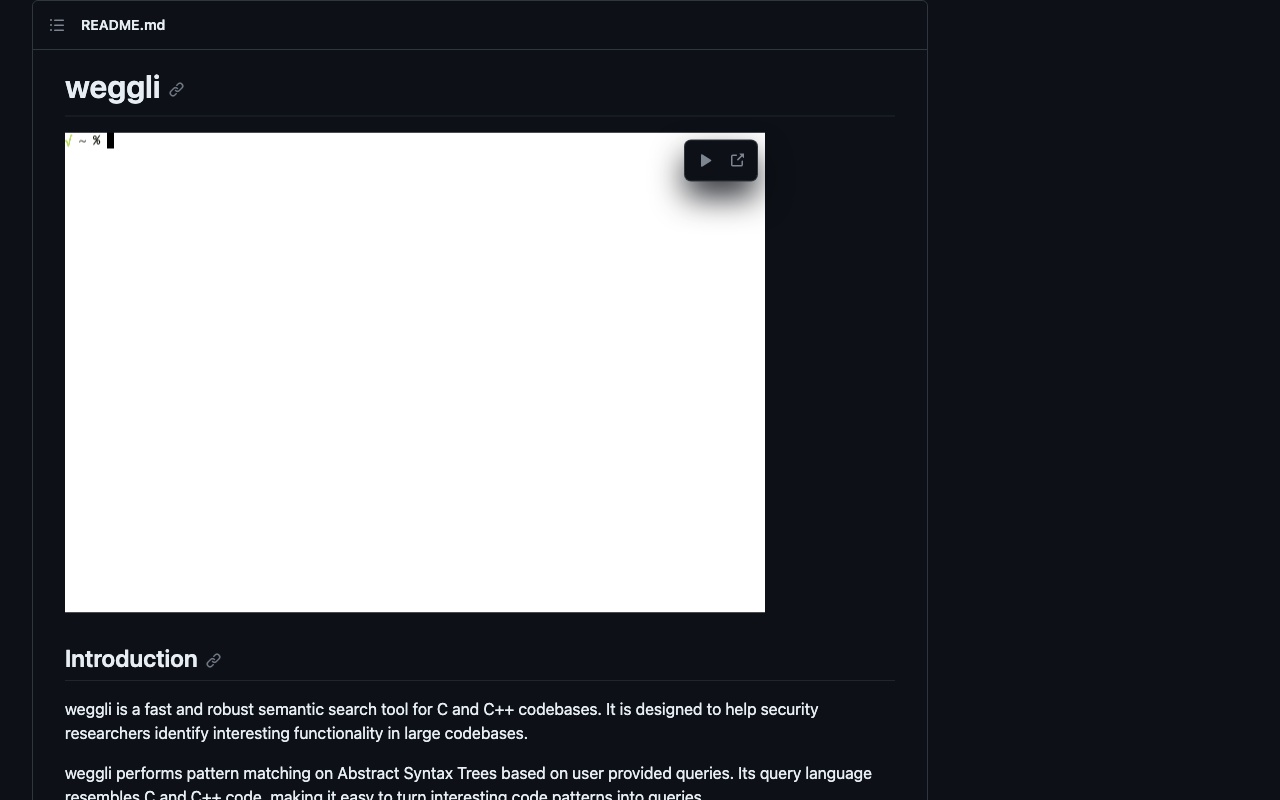 README.md
weggli
√ ~ %
Introduction
weggli is a fast and robust semantic search tool for C and C++ codebases. It is designed to help security
researchers identify interesting functionality in large codebases.
weggli performs pattern matching on Abstract Syntax Trees based on user provided queries. Its query language
resembles C and C++ code, making it easy to turn interesting code patterns into queries.